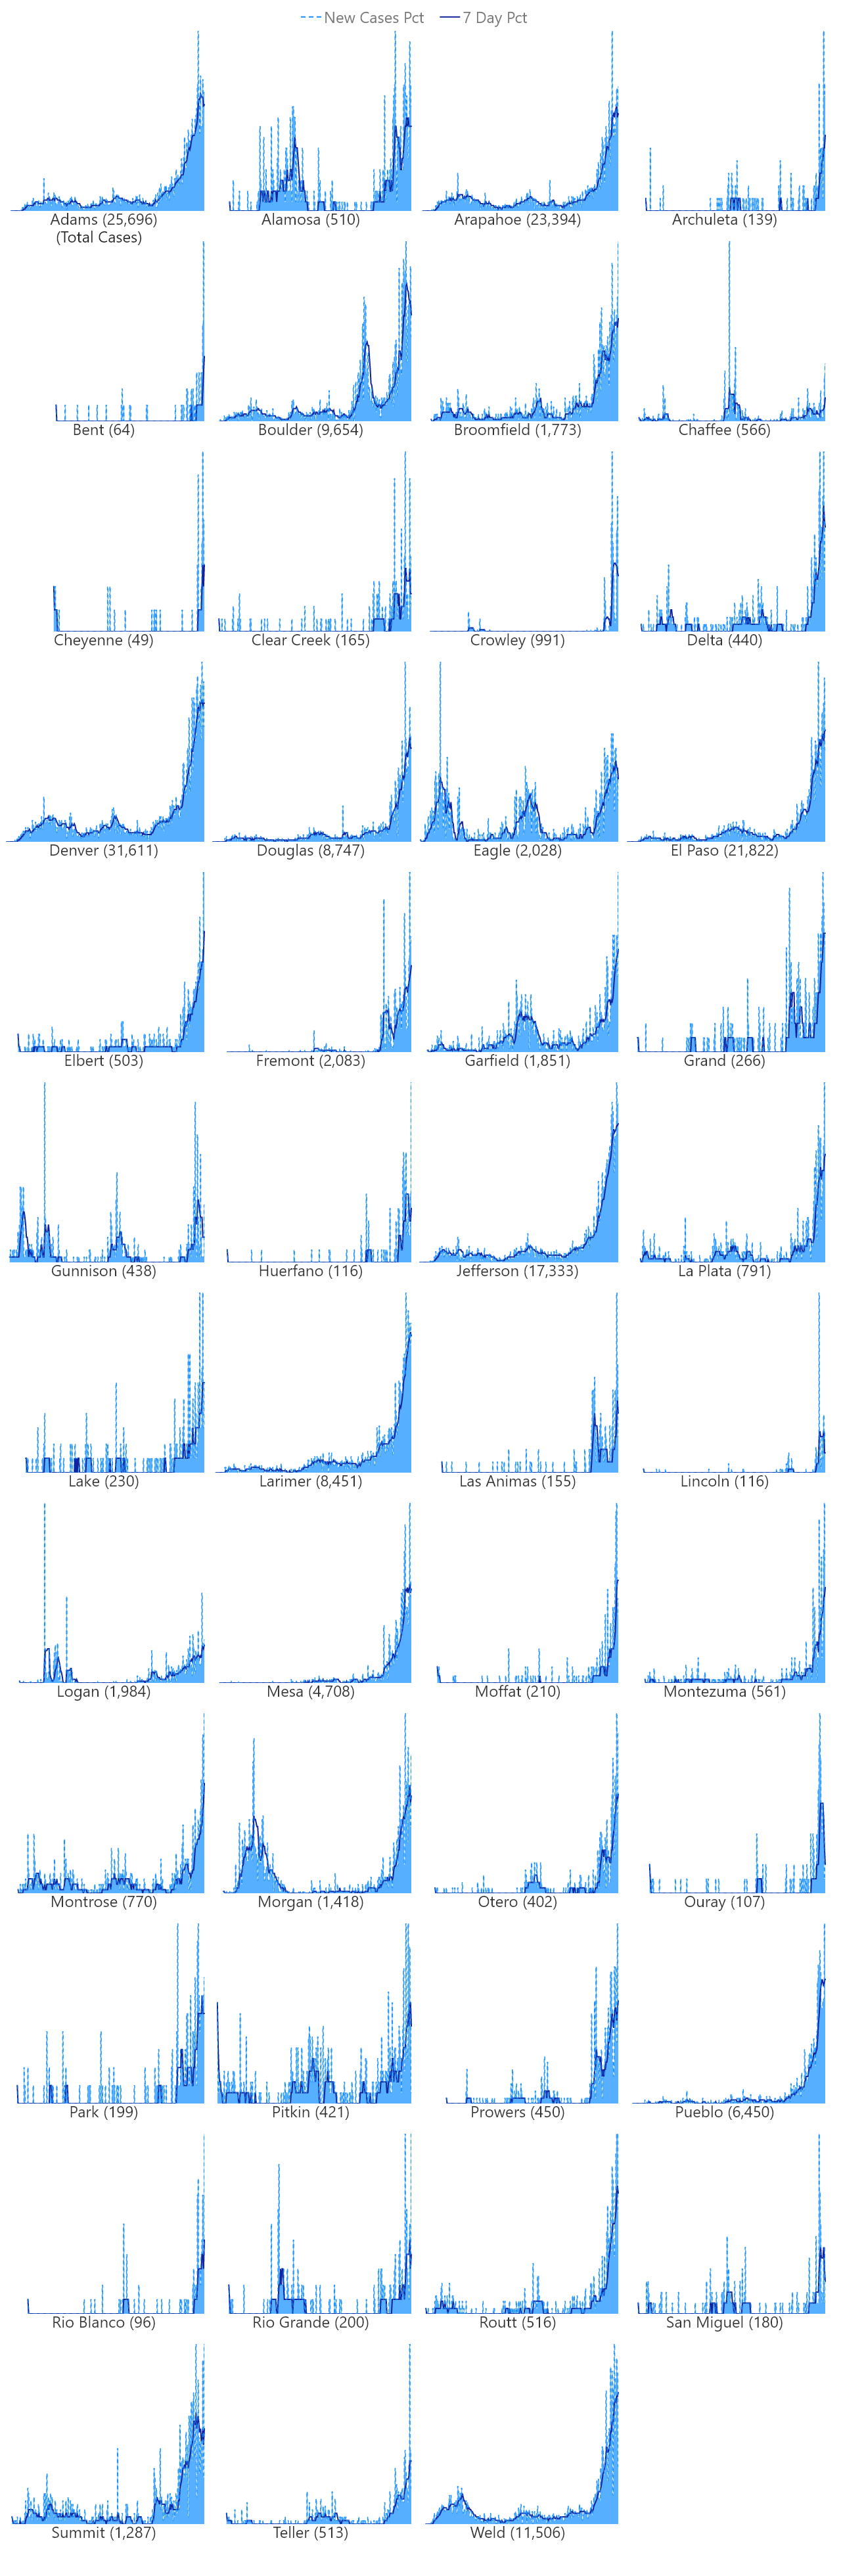 New Cases Pct 7 Day Pct
Adams (25,696) Alamosa (510) Arapahoe (23,394) Archuleta (139)
(Total Cases)
Bent (64) Boulder (9,654) Broomfield (1,773) Chaffee (566)
Cheyenne (49) Clear Creek (165) Crowley (991) Delta (440)
Denver (31,611) Douglas (8,747) Eagle (2,028) El Paso (21,822)
Elbert (503) Fremont (2,083) Garfield (1,851) Grand (266)
Gunnison (438) Huerfano (116) Jefferson (17,333) La Plata (791)
Lake (230) Larimer (8,451) Las Animas (155) Lincoln (116)
Logan (1,984) Mesa (4,708) Moffat (210) Montezuma (561)
Montrose (770) Morgan (1,418) Otero (402) Ouray (107)
Park (199) Pitkin (421) Prowers (450) Pueblo (6,450)
Rio Blanco (96) Rio Grande (200) Routt (516) San Miguel (180)
Summit (1,287) Teller (513) Weld (11,506)